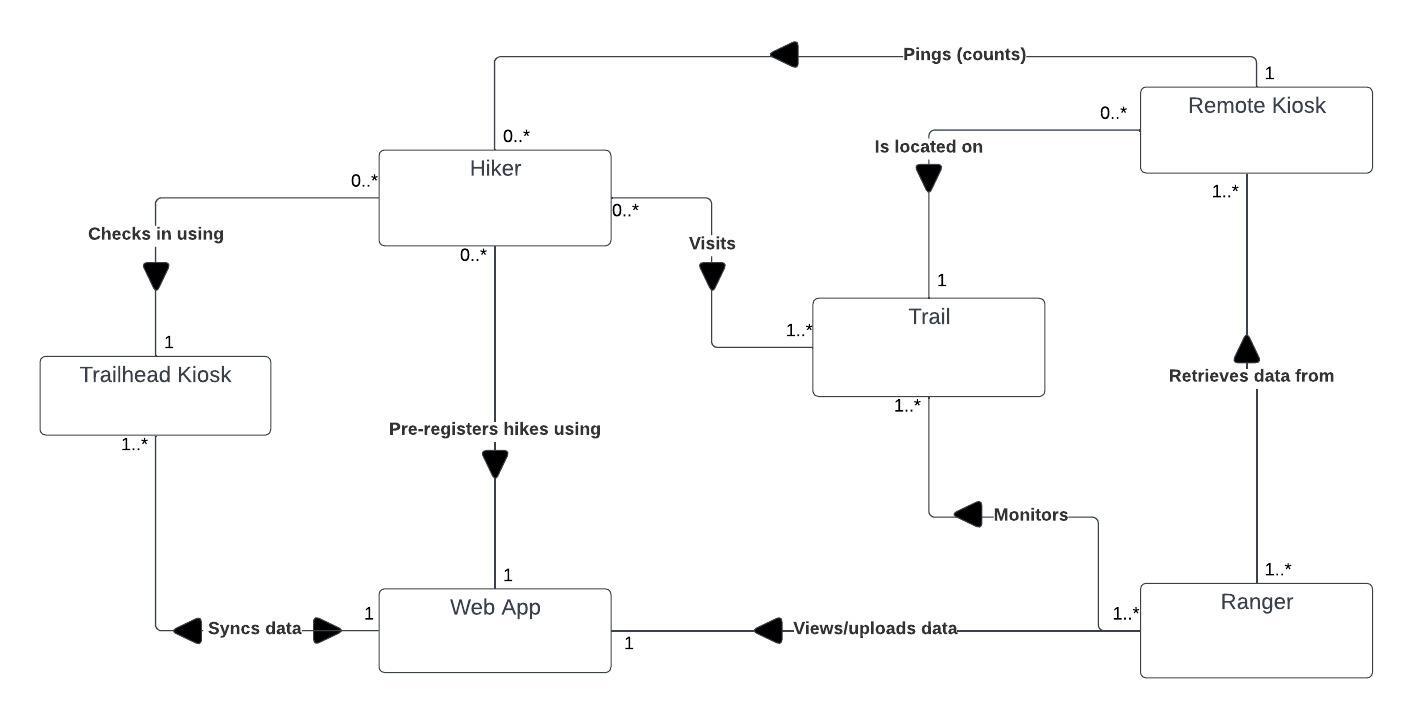 Pings (counts)
1
Remote Kiosk
0..*
0..*
Is located on
Hiker
0..*
0..*
1..*
Checks in using
Visits
0..*
1
1..*
Trail
1
Trailhead Kiosk
Retrieves data from
1..*
1..*
Pre-registers hikes using
Monitors
1
1..*
Web App
Ranger
1
1..*
Syncs data
Views/uploads data
1